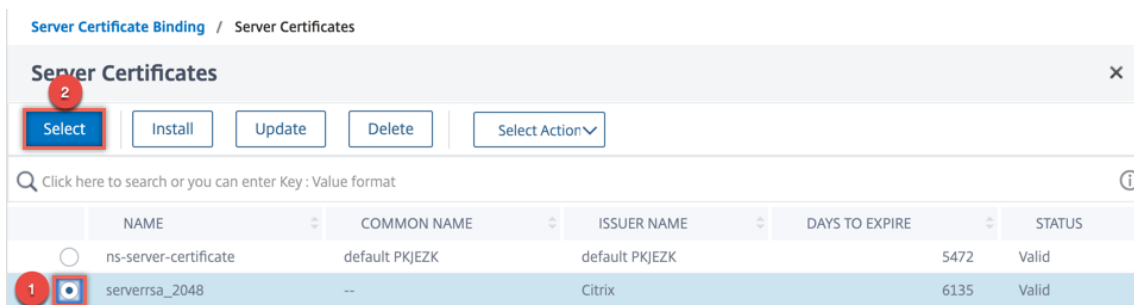 Server Certificate Binding / Server Certificates
Server Certificates
2
Select Install Update Delete Select Action
Click here to search or you can enter Key : Value format
NAME COMMON NAME ISSUER NAME DAYS TO EXPIRE STATUS
ns-server-certificate default PKJEZK default PKJEZK 5472 Valid
1 serverrsa_2048 -- Citrix 6135 Valid